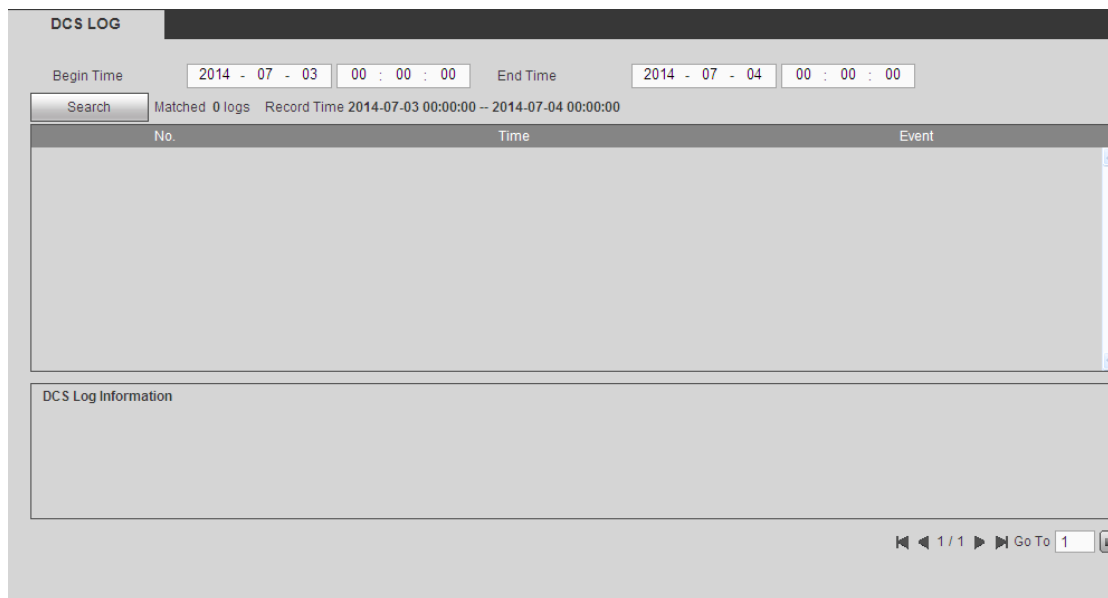 DCS LOG
Begin Time 2014 - 07 - 03 00 : 00 : 00 End Time 2014 - 07 - 04 00 : 00 : 00
Search Matched 0 logs Record Time 2014-07-03 00:00:00 -- 2014-07-04 00:00:00
No. Time Event
DCS Log Information
1 / 1 Go To 1